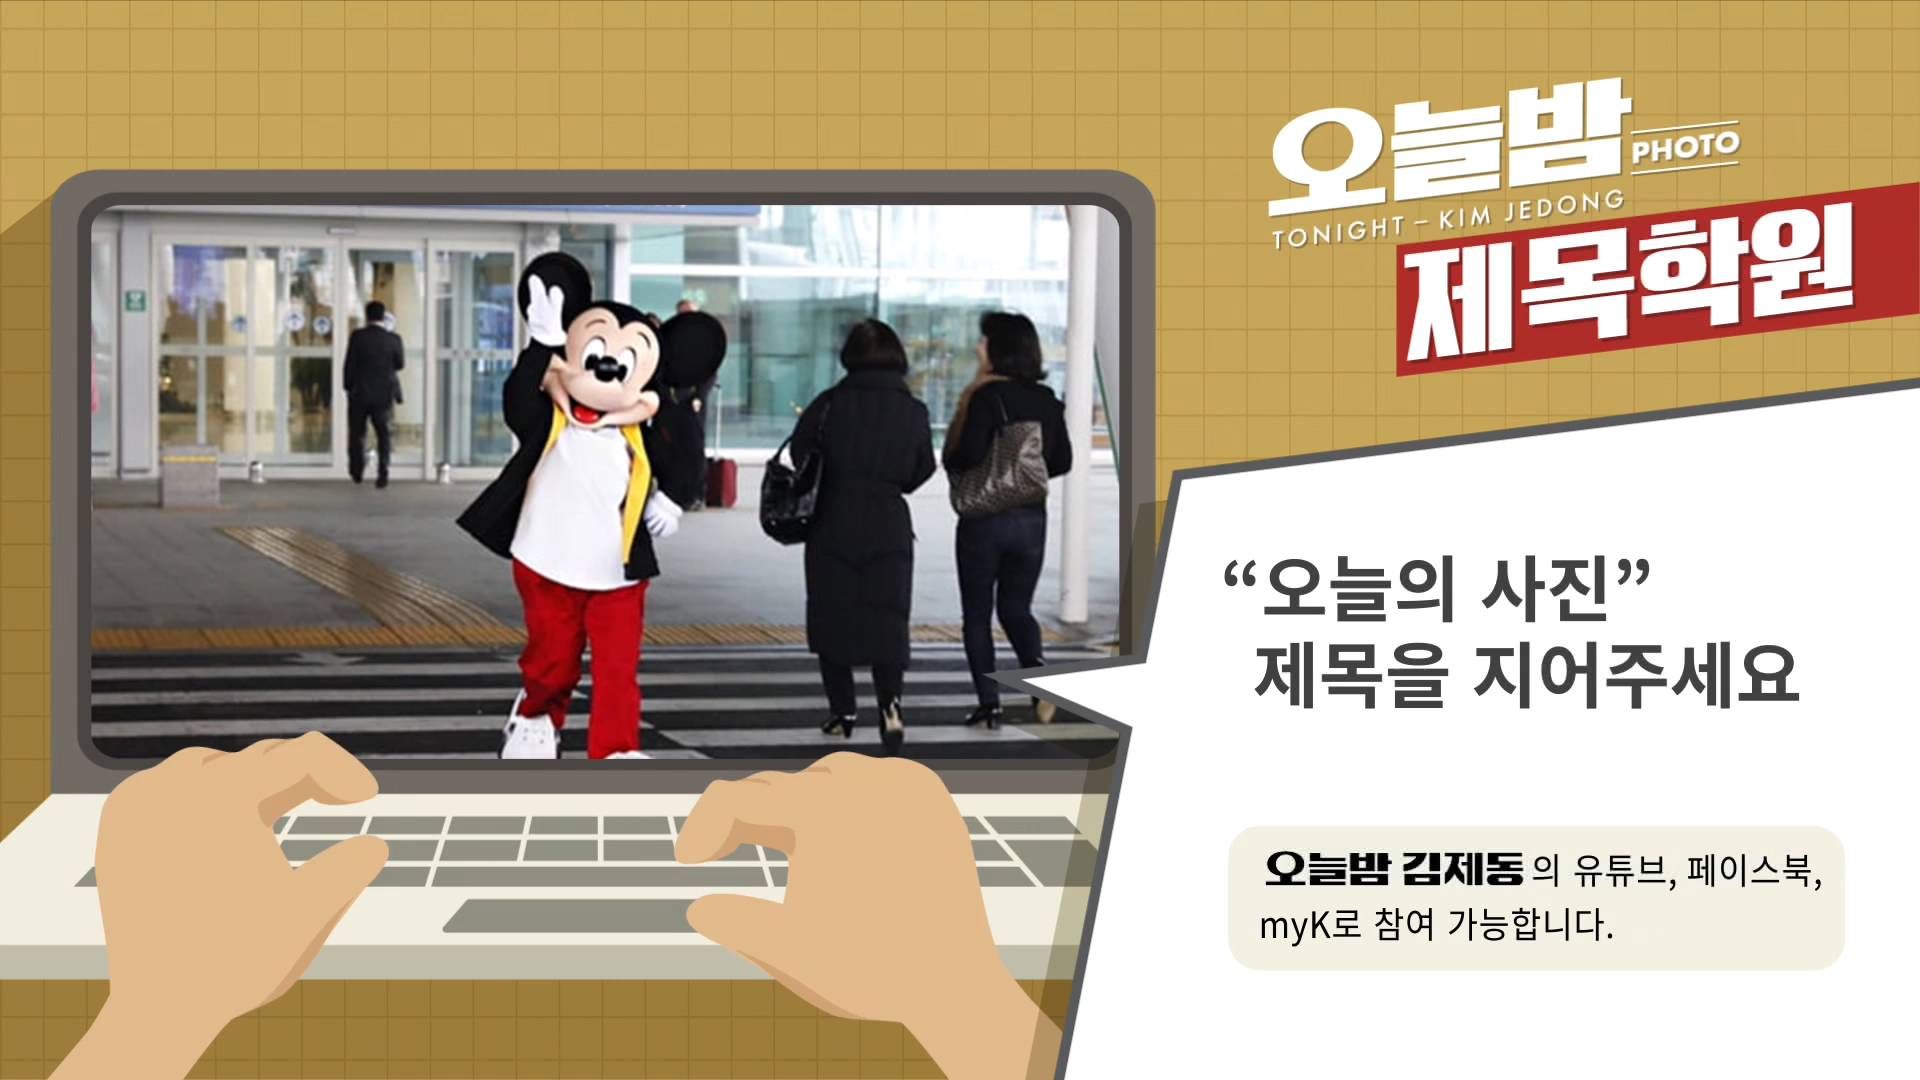 오늘밤 PHOTO
TONIGHT – KIM JEDONG
제목학원
“오늘의 사진”
제목을 지어주세요
오늘밤 김제동의 유튜브, 페이스북,
myK로 참여 가능합니다.